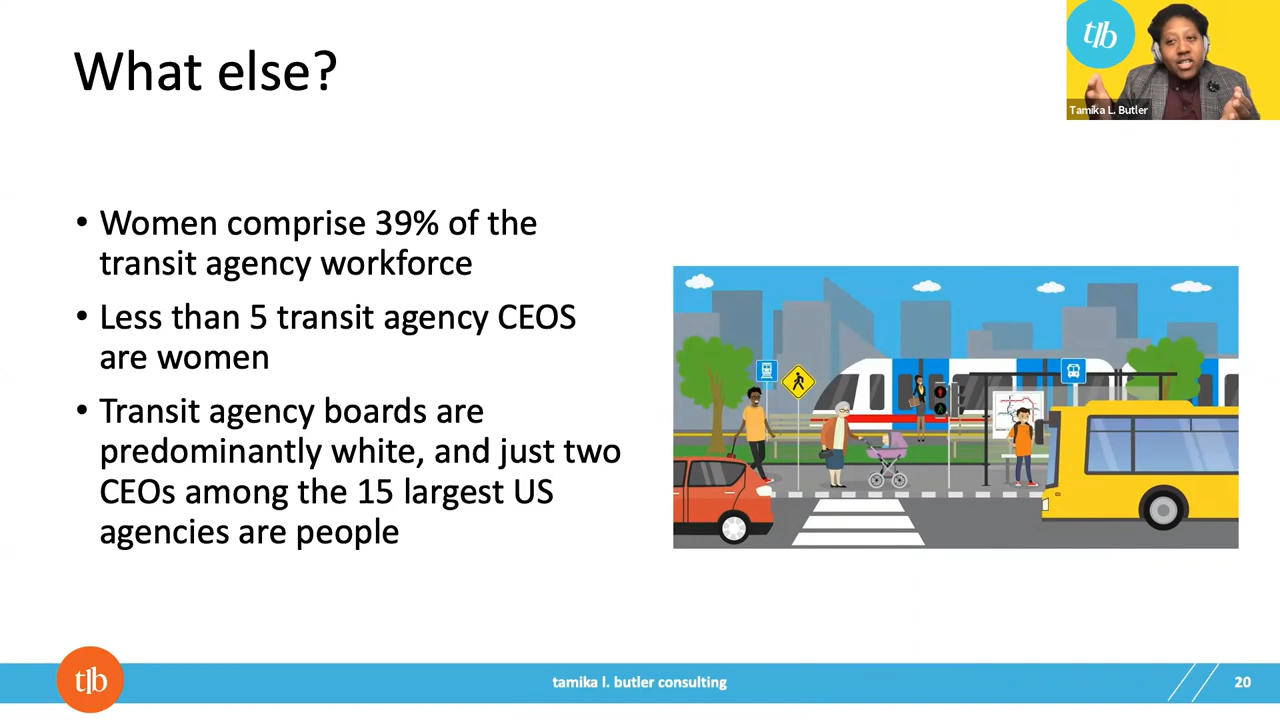 What else?
tlb
Tamika L. Butler
• Women comprise 39% of the
transit agency workforce
• Less than 5 transit agency CEOS
are women
• Transit agency boards are
predominantly white, and just two
CEOs among the 15 largest US
agencies are people
tlb
tamika l. butler consulting
20